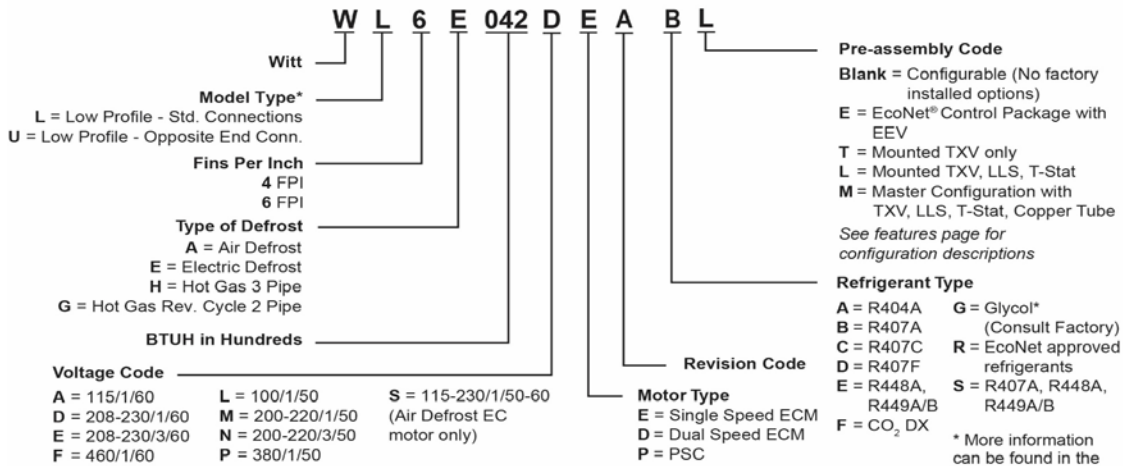 W L 6 E 042 D E A B L
Witt
Model Type*
L = Low Profile - Std. Connections
U = Low Profile - Opposite End Conn.
Fins Per Inch
4 FPI
6 FPI
Type of Defrost
A = Air Defrost
E = Electric Defrost
H = Hot Gas 3 Pipe
G = Hot Gas Rev. Cycle 2 Pipe
BTUH in Hundreds
Voltage Code
A = 115/1/60
D = 208-230/1/60
E = 208-230/3/60
F = 460/1/60
L = 100/1/50
M = 200-220/1/50
N = 200-220/3/50
P = 380/1/50
S = 115-230/1/50-60
(Air Defrost EC
motor only)
Motor Type
E = Single Speed ECM
D = Dual Speed ECM
P = PSC
Revision Code
Refrigerant Type
A = R404A
B = R407A
C = R407C
D = R407F
E = R448A,
R449A/B
F = CO2 DX
G = Glycol*
(Consult Factory)
R = EcoNet approved
refrigerants
S = R407A, R448A,
R449A/B
* More information
can be found in the
Pre-assembly Code
Blank = Configurable (No factory
installed options)
E = EcoNet® Control Package with
EEV
T = Mounted TXV only
L = Mounted TXV, LLS, T-Stat
M = Master Configuration with
TXV, LLS, T-Stat, Copper Tube
See features page for
configuration descriptions